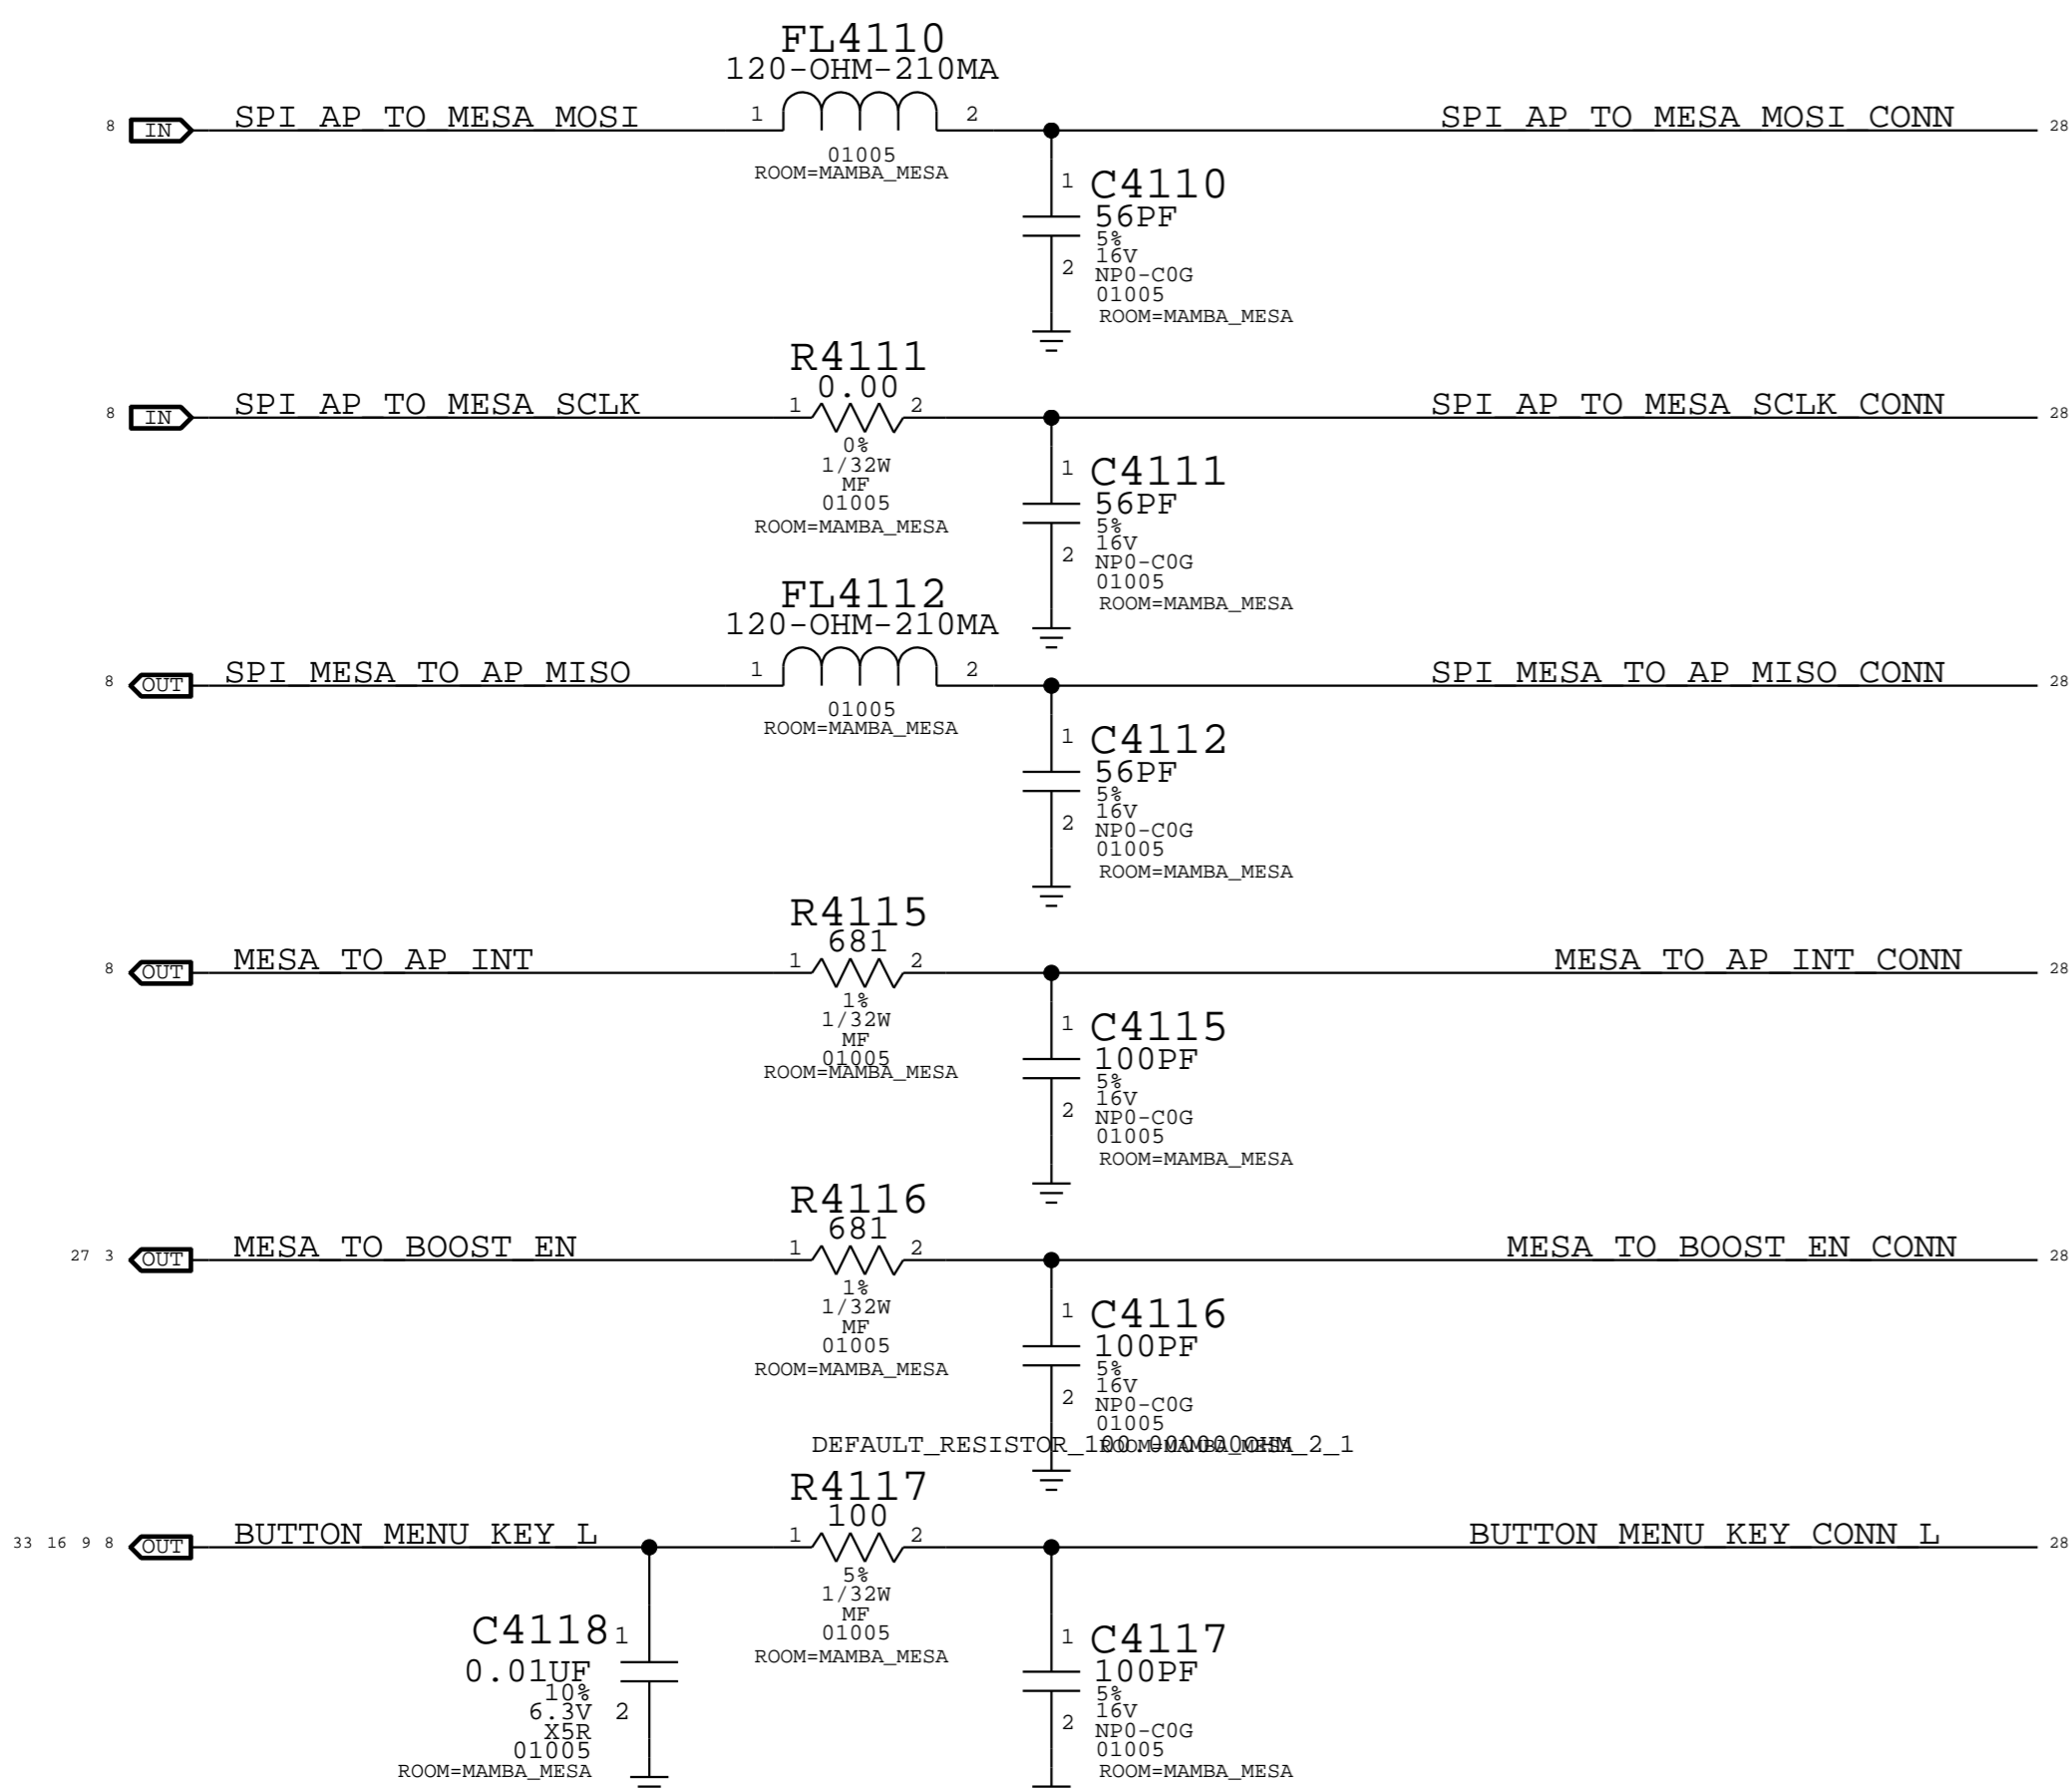 FL4110
120-OHM-210MA
8 IN SPI_AP_TO_MESA_MOSI 1 2 SPI_AP_TO_MESA_MOSI_CONN 28
01005
ROOM=MAMBA_MESA
1 C4110
56PF
5%
16V
2 NP0-C0G
01005
ROOM=MAMBA_MESA
R4111
0.00
8 IN SPI_AP_TO_MESA_SCLK 1 2 SPI_AP_TO_MESA_SCLK_CONN 28
0%
1/32W
MF
01005
ROOM=MAMBA_MESA
1 C4111
56PF
5%
16V
2 NP0-C0G
01005
ROOM=MAMBA_MESA
FL4112
120-OHM-210MA
8 OUT SPI_MESA_TO_AP_MISO 1 2 SPI_MESA_TO_AP_MISO_CONN 28
01005
ROOM=MAMBA_MESA
1 C4112
56PF
5%
16V
2 NP0-C0G
01005
ROOM=MAMBA_MESA
R4115
681
8 OUT MESA_TO_AP_INT 1 2 MESA_TO_AP_INT_CONN 28
1%
1/32W
MF
01005
ROOM=MAMBA_MESA
1 C4115
100PF
5%
16V
2 NP0-C0G
01005
ROOM=MAMBA_MESA
R4116
681
27 3 OUT MESA_TO_BOOST_EN 1 2 MESA_TO_BOOST_EN_CONN 28
1%
1/32W
MF
01005
ROOM=MAMBA_MESA
1 C4116
100PF
5%
16V
2 NP0-C0G
01005
ROOM=MAMBA_MESA
DEFAULT_RESISTOR_100.000000OHM_2_1
R4117
100
33 16 9 8 OUT BUTTON_MENU_KEY_L 1 2 BUTTON_MENU_KEY_CONN_L 28
5%
1/32W
MF
01005
ROOM=MAMBA_MESA
C4118 1
0.01UF
10%
6.3V 2
X5R
01005
ROOM=MAMBA_MESA
1 C4117
100PF
5%
16V
2 NP0-C0G
01005
ROOM=MAMBA_MESA